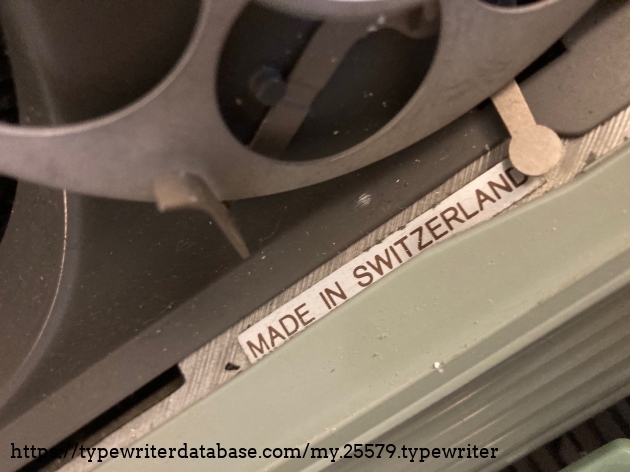 MADE IN SWITZERLAND
https://typewriterdatabase.com/my.25579.typewriter